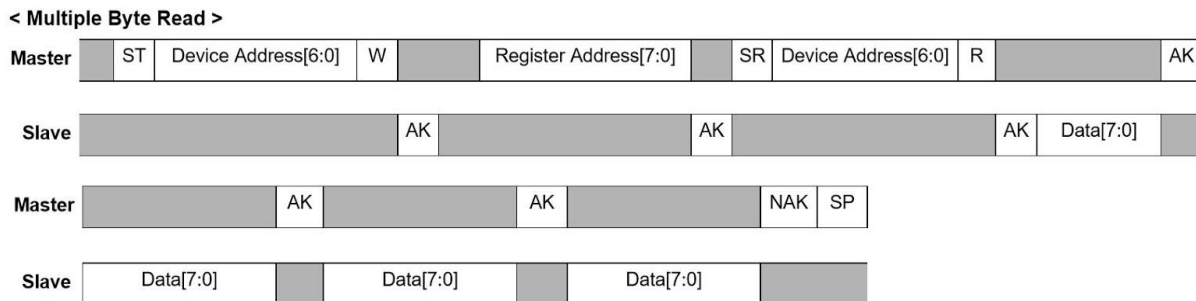 < Multiple Byte Read >
Master ST Device Address[6:0] W Register Address[7:0] SR Device Address[6:0] R AK
Slave AK AK AK Data[7:0]
Master AK AK NAK SP
Slave Data[7:0] Data[7:0] Data[7:0]